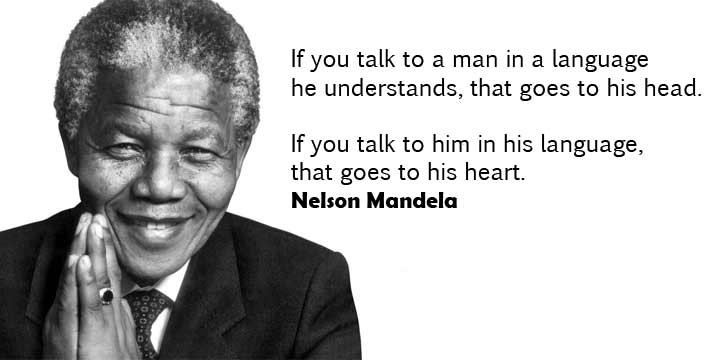 If you talk to a man in a language
he understands, that goes to his head.
If you talk to him in his language,
that goes to his heart.
Nelson Mandela